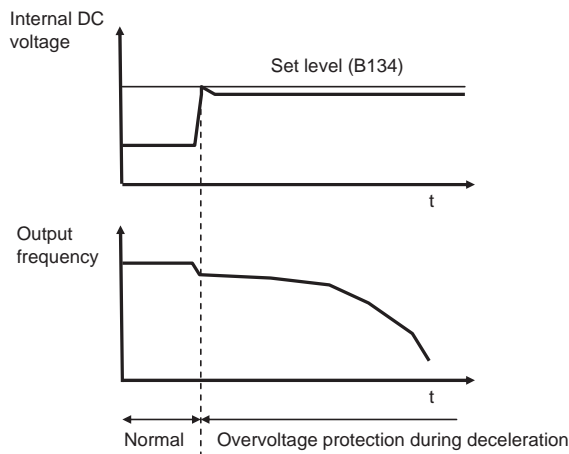 Internal DC
voltage
Set level (B134)
t
Output
frequency
t
Normal
Overvoltage protection during deceleration